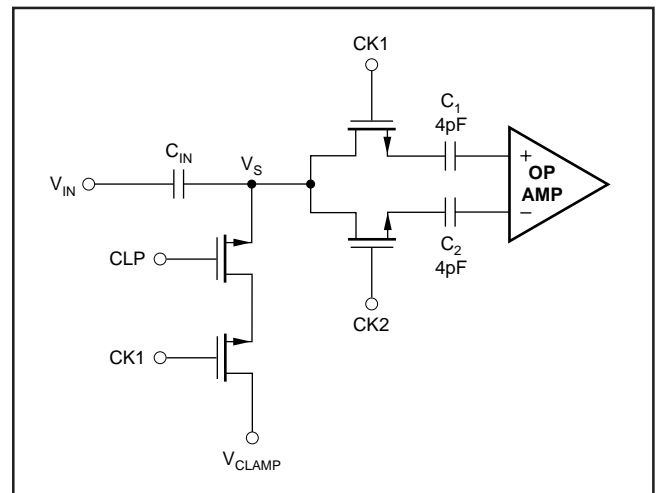 CK1
C1
4pF
CIN
VS
VIN
+
OP
AMP
−
C2
4pF
CLP
CK2
CK1
VCLAMP